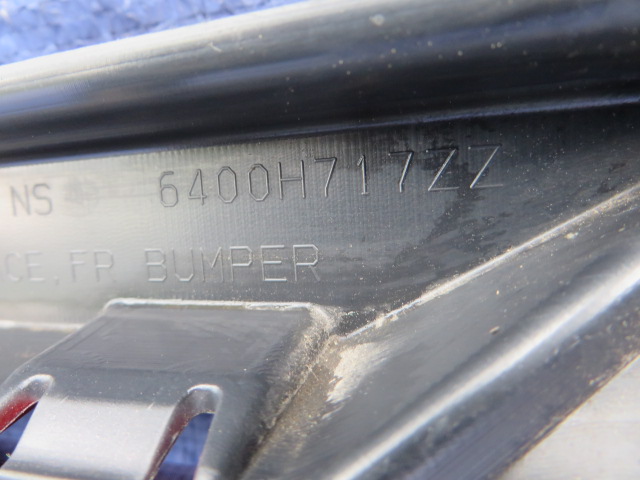 NS 6400H717ZZ
CE, FR BUMPER